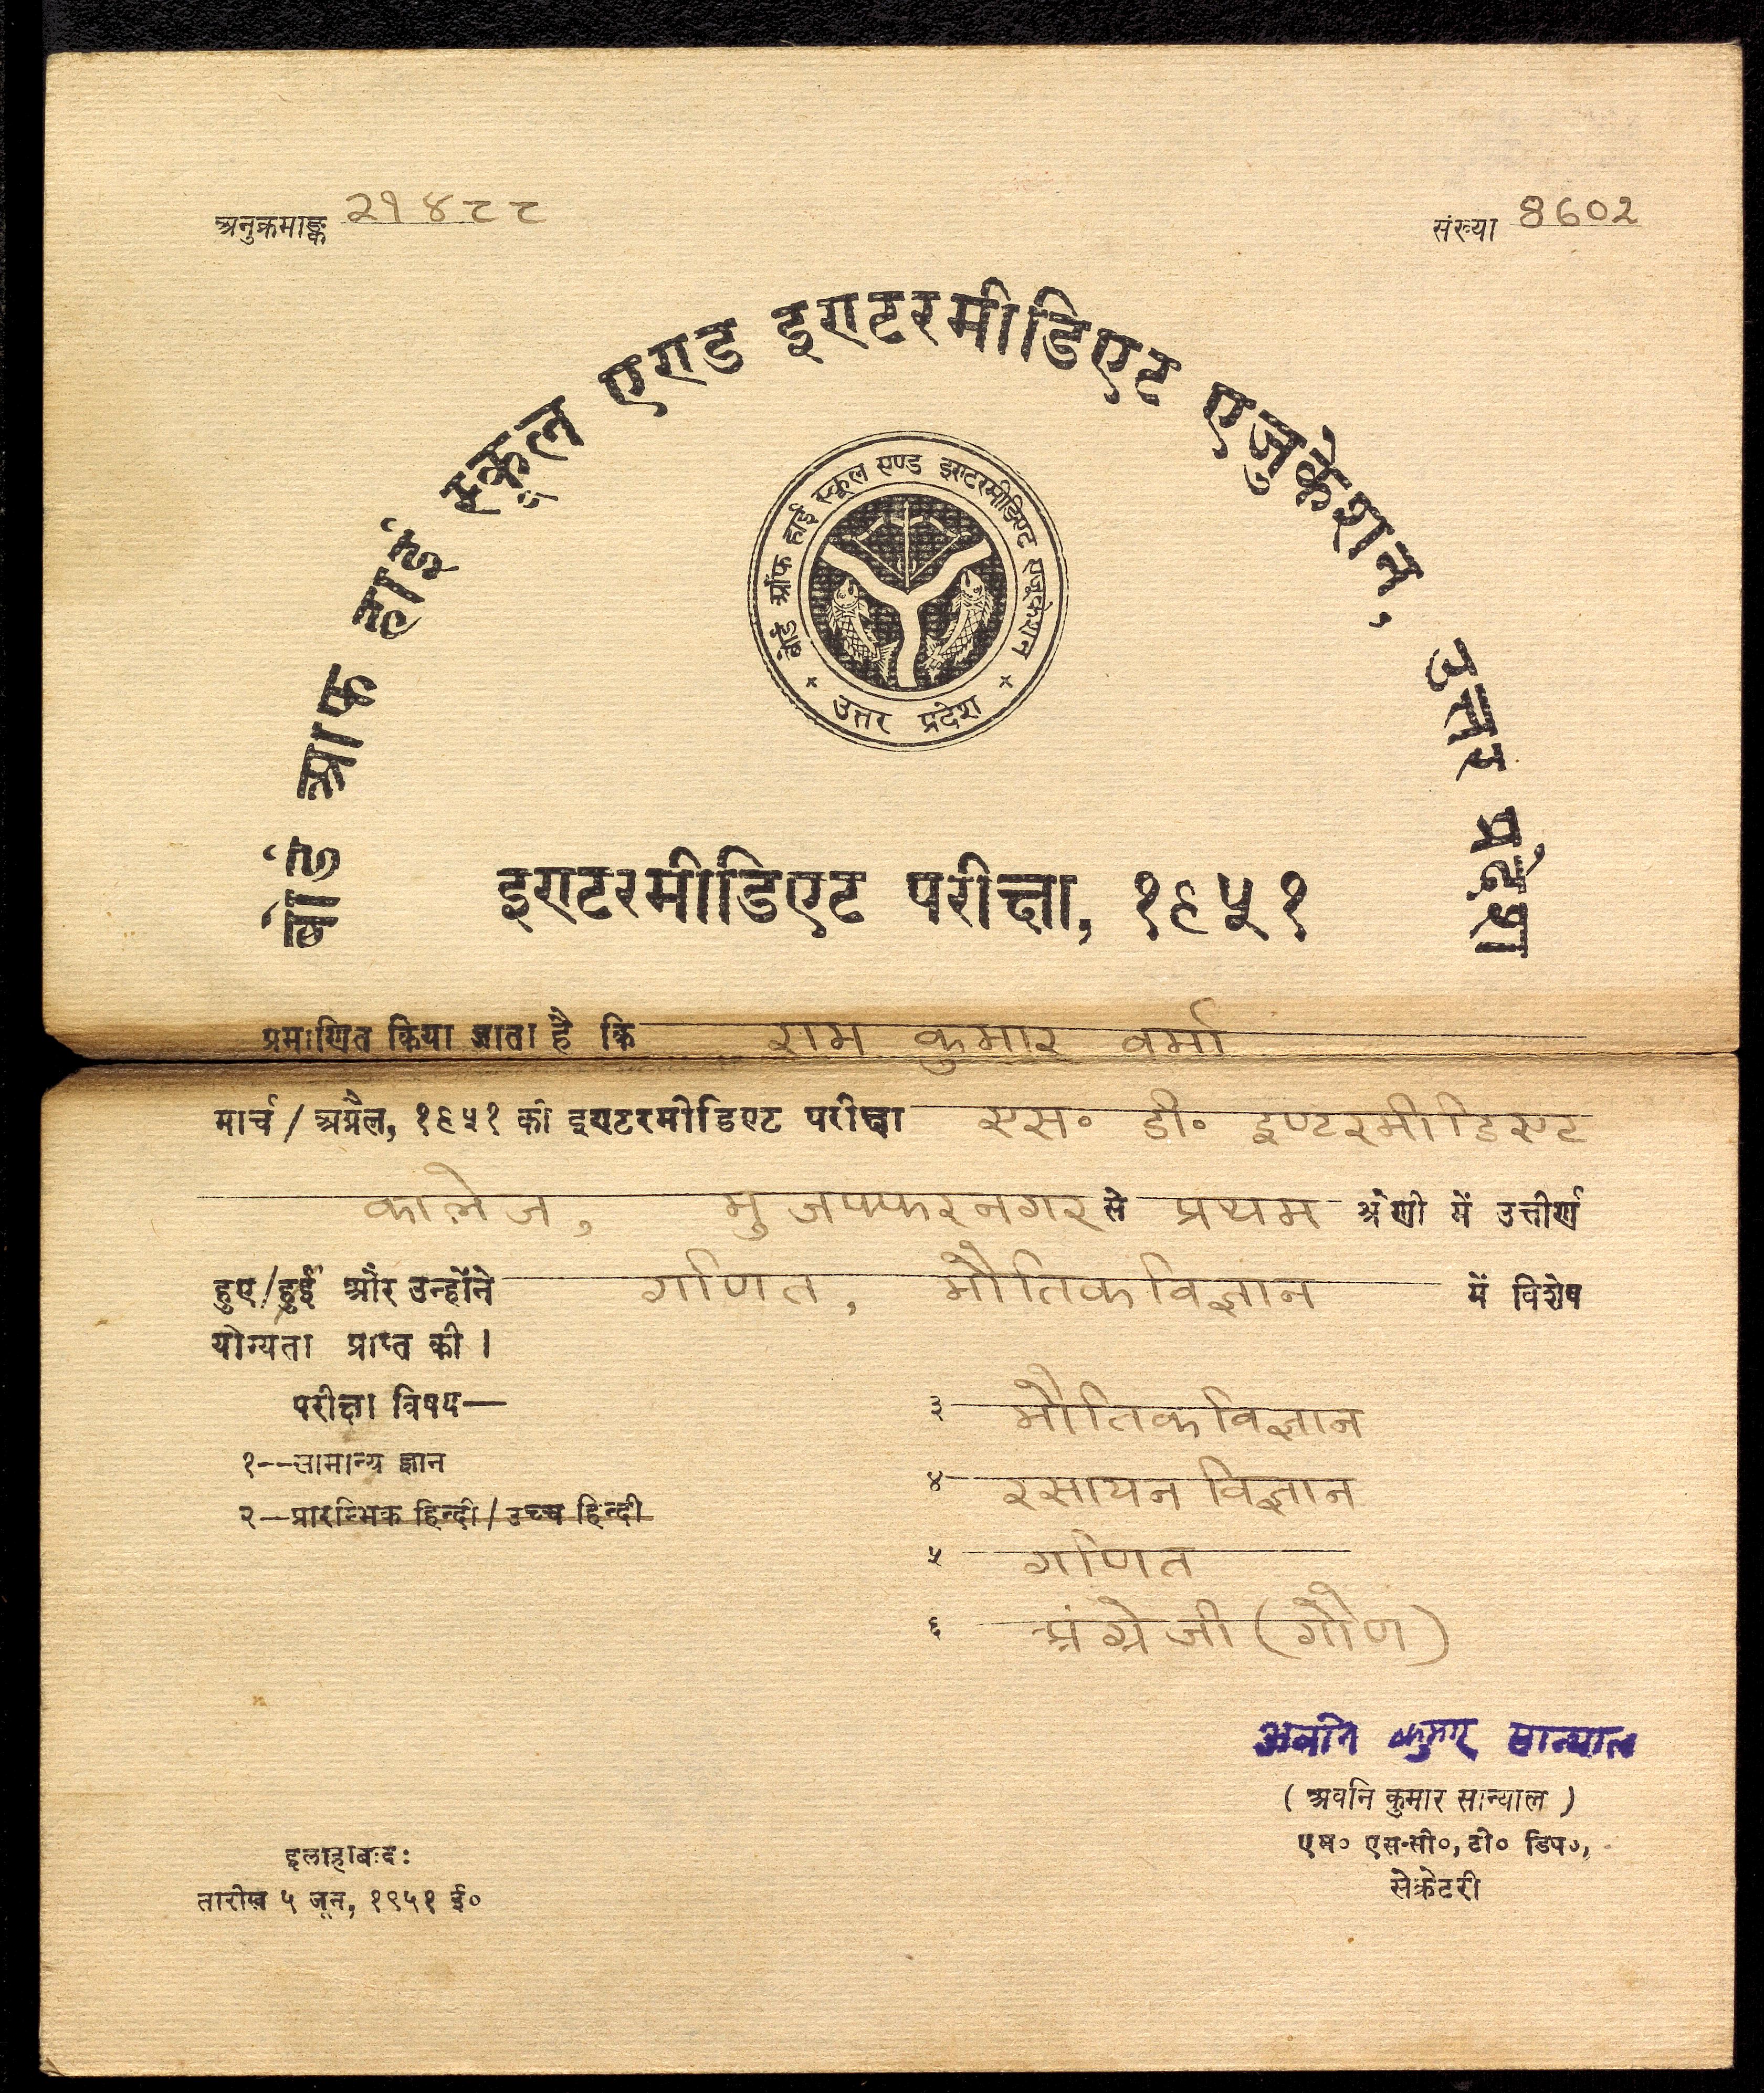 अनुक्रमाङ्क २१४८८
संख्या 8602
बोर्ड ऑफ हाई स्कूल एण्ड इण्टरमीडिएट एजुकेशन, उत्तर प्रदेश
बोर्ड ऑफ हाई स्कूल एण्ड इण्टरमीडिएट एजूकेशन
उत्तर प्रदेश
इण्टरमीडिएट परीक्षा, १९५१
प्रमाणित किया जाता है कि राम कुमार वर्मा
मार्च / अप्रैल, १९५१ की इण्टरमीडिएट परीक्षा एस॰ डी॰ इण्टरमीडिएट
कालेज, मुजफ्फरनगर से प्रथम श्रेणी में उत्तीर्ण
हुए/हुईं और उन्होंने गणित, भौतिकविज्ञान में विशेष
योग्यता प्राप्त की ।
परीक्षा विषय—
१--सामान्य ज्ञान
२—प्रारम्भिक हिन्दी / उच्च हिन्दी
३ भौतिकविज्ञान
४ रसायन विज्ञान
५ गणित
६ अंग्रेजी (गौण)
अवनि कुमार सान्याल
( अवनि कुमार सान्याल )
एम० एस-सी०, टी० डिप०,
सेक्रेटरी
इलाहाबाद:
तारीख ५ जून, १९५१ ई०